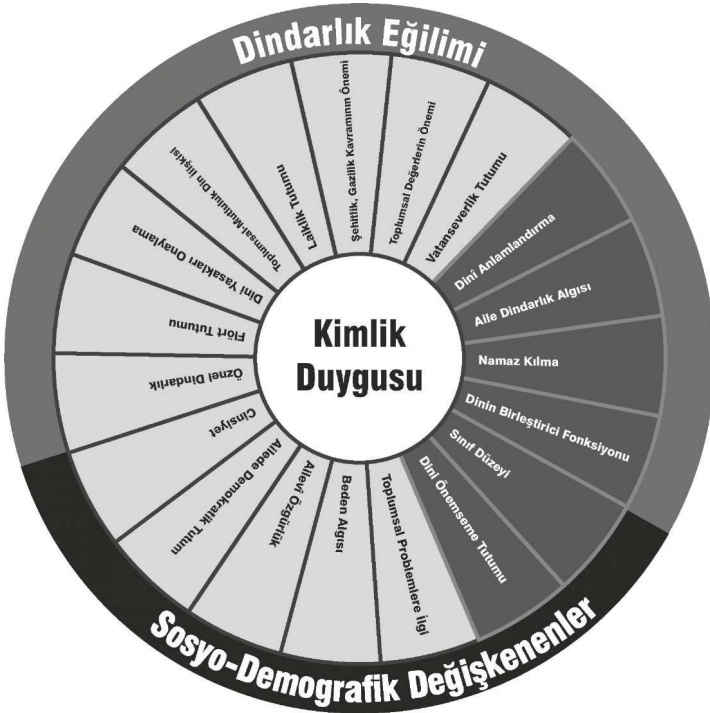 Dindarlık Eğilimi
Vatanseverlik Tutumu
Toplumsal Değerlerin Önemi
Şehitlik, Gazilik Kavramının Önemi
Laiklik Tutumu
Toplumsal-Mutluluk Din İlişkisi
Dini Yasakları Onaylama
Flört Tutumu
Öznel Dindarlık
Cinsiyet
Ailede Demokratik Tutum
Ailevi Özgürlük
Beden Algısı
Toplumsal Problemlere İlgi
Dinî Önemseme Tutumu
Sınıf Düzeyi
Dinin Birleştirici Fonksiyonu
Namaz Kılma
Aile Dindarlık Algısı
Dinî Anlamlandırma
Kimlik
Duygusu
Sosyo-Demografik Değişkenenler